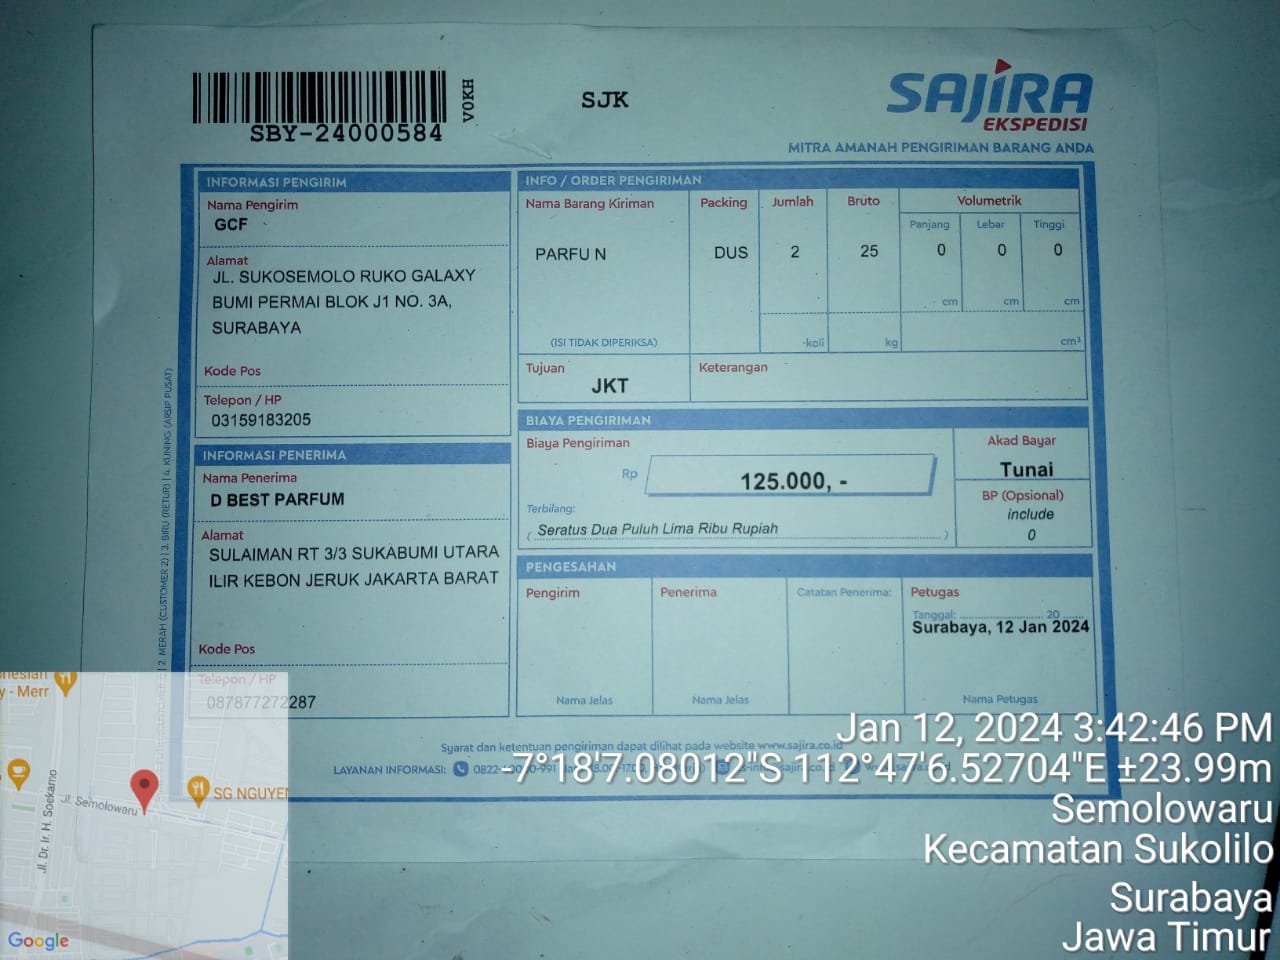 SBY-24000584
V0KH
SJK
SAJIRA
EKSPEDISI
MITRA AMANAH PENGIRIMAN BARANG ANDA
INFORMASI PENGIRIM
Nama Pengirim
GCF
Alamat
JL. SUKOSEMOLO RUKO GALAXY
BUMI PERMAI BLOK J1 NO. 3A,
SURABAYA
Kode Pos
Telepon / HP
03159183205
INFORMASI PENERIMA
Nama Penerima
D BEST PARFUM
Alamat
SULAIMAN RT 3/3 SUKABUMI UTARA
ILIR KEBON JERUK JAKARTA BARAT
Kode Pos
Telepon / HP
087877272287
INFO / ORDER PENGIRIMAN
Nama Barang Kiriman Packing Jumlah Bruto Volumetrik
Panjang Lebar Tinggi
PARFU N DUS 2 25 0 0 0
cm cm cm
(ISI TIDAK DIPERIKSA) -koli kg cm³
Tujuan
JKT
Keterangan
BIAYA PENGIRIMAN
Biaya Pengiriman
Rp 125.000, -
Terbilang:
( Seratus Dua Puluh Lima Ribu Rupiah )
Akad Bayar
Tunai
BP (Opsional)
include
0
PENGESAHAN
Pengirim Penerima Catatan Penerima: Petugas
Tanggal: 20
Surabaya, 12 Jan 2024
Nama Jelas Nama Jelas Nama Petugas
2. MERAH (CUSTOMER 2) | 3. BIRU (RETUR) | 4. KUNING (ARSIP PUSAT)
Syarat dan ketentuan pengiriman dapat dilihat pada website www.sajira.co.id
LAYANAN INFORMASI:
Jan 12, 2024 3:42:46 PM
-7°18'7.08012"S 112°47'6.52704"E ±23.99m
Semolowaru
Kecamatan Sukolilo
Surabaya
Jawa Timur
nesian
y - Merr
Jl. Dr. Ir. H. Soekarno
Jl. Semolowaru
SG NGUYEN
Google